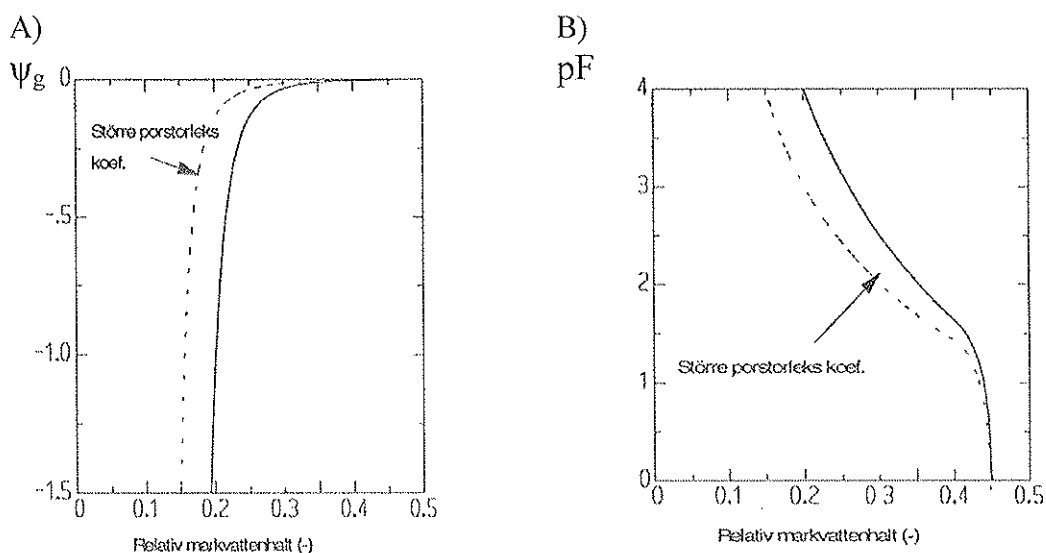 A)
ψg
0
-.5
-1.0
-1.5
0
0.1
0.2
0.3
0.4
0.5
Större porstorleks
koef.
Relativ markvattenhalt (-)
B)
pF
4
3
2
1
0
0
0.1
0.2
0.3
0.4
0.5
Större porstorleks koef.
Relativ markvattenhalt (-)